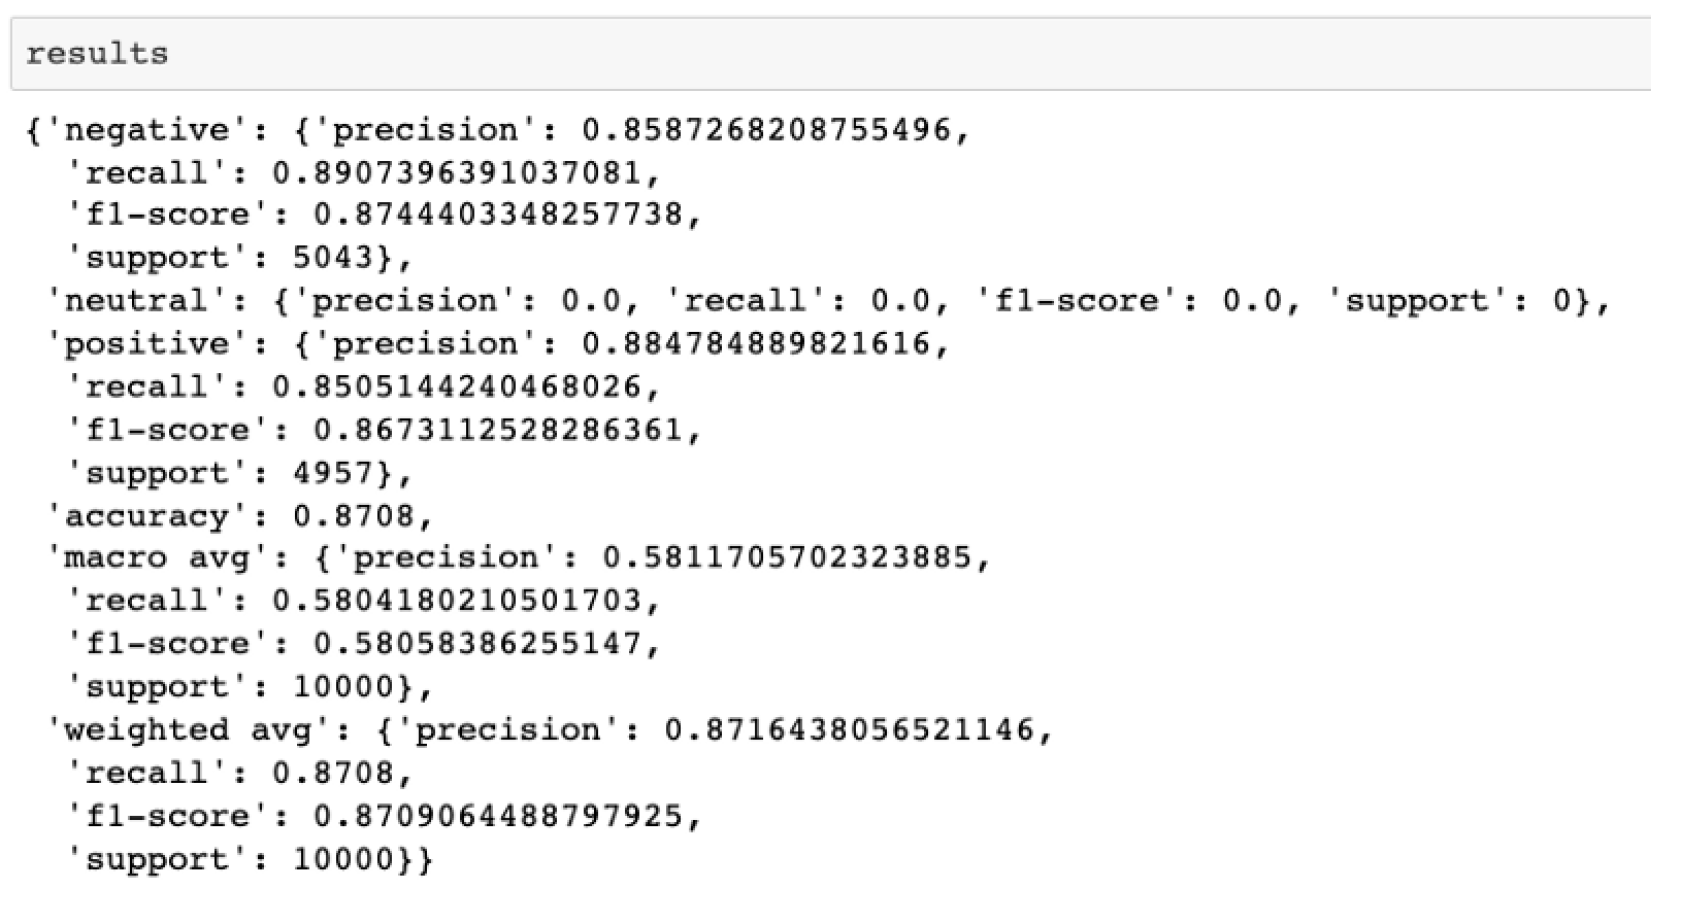 results
{'negative': {'precision': 0.8587268208755496,
'recall': 0.8907396391037081,
'f1-score': 0.8744403348257738,
'support': 5043},
'neutral': {'precision': 0.0, 'recall': 0.0, 'f1-score': 0.0, 'support': 0},
'positive': {'precision': 0.884784889821616,
'recall': 0.8505144240468026,
'f1-score': 0.8673112528286361,
'support': 4957},
'accuracy': 0.8708,
'macro avg': {'precision': 0.5811705702323885,
'recall': 0.5804180210501703,
'f1-score': 0.58058386255147,
'support': 10000},
'weighted avg': {'precision': 0.8716438056521146,
'recall': 0.8708,
'f1-score': 0.8709064488797925,
'support': 10000}}